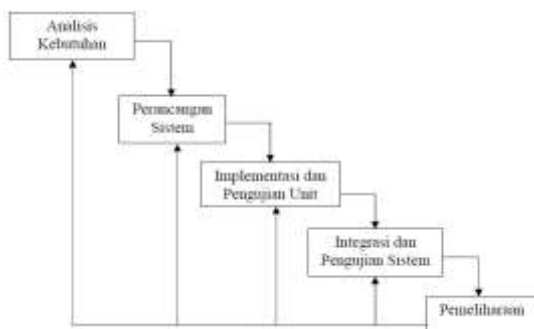 Analisis
Kebutuhan
Perancangan
Sistem
Implementasi dan
Pengujian Unit
Integrasi dan
Pengujian Sistem
Pemeliharaan